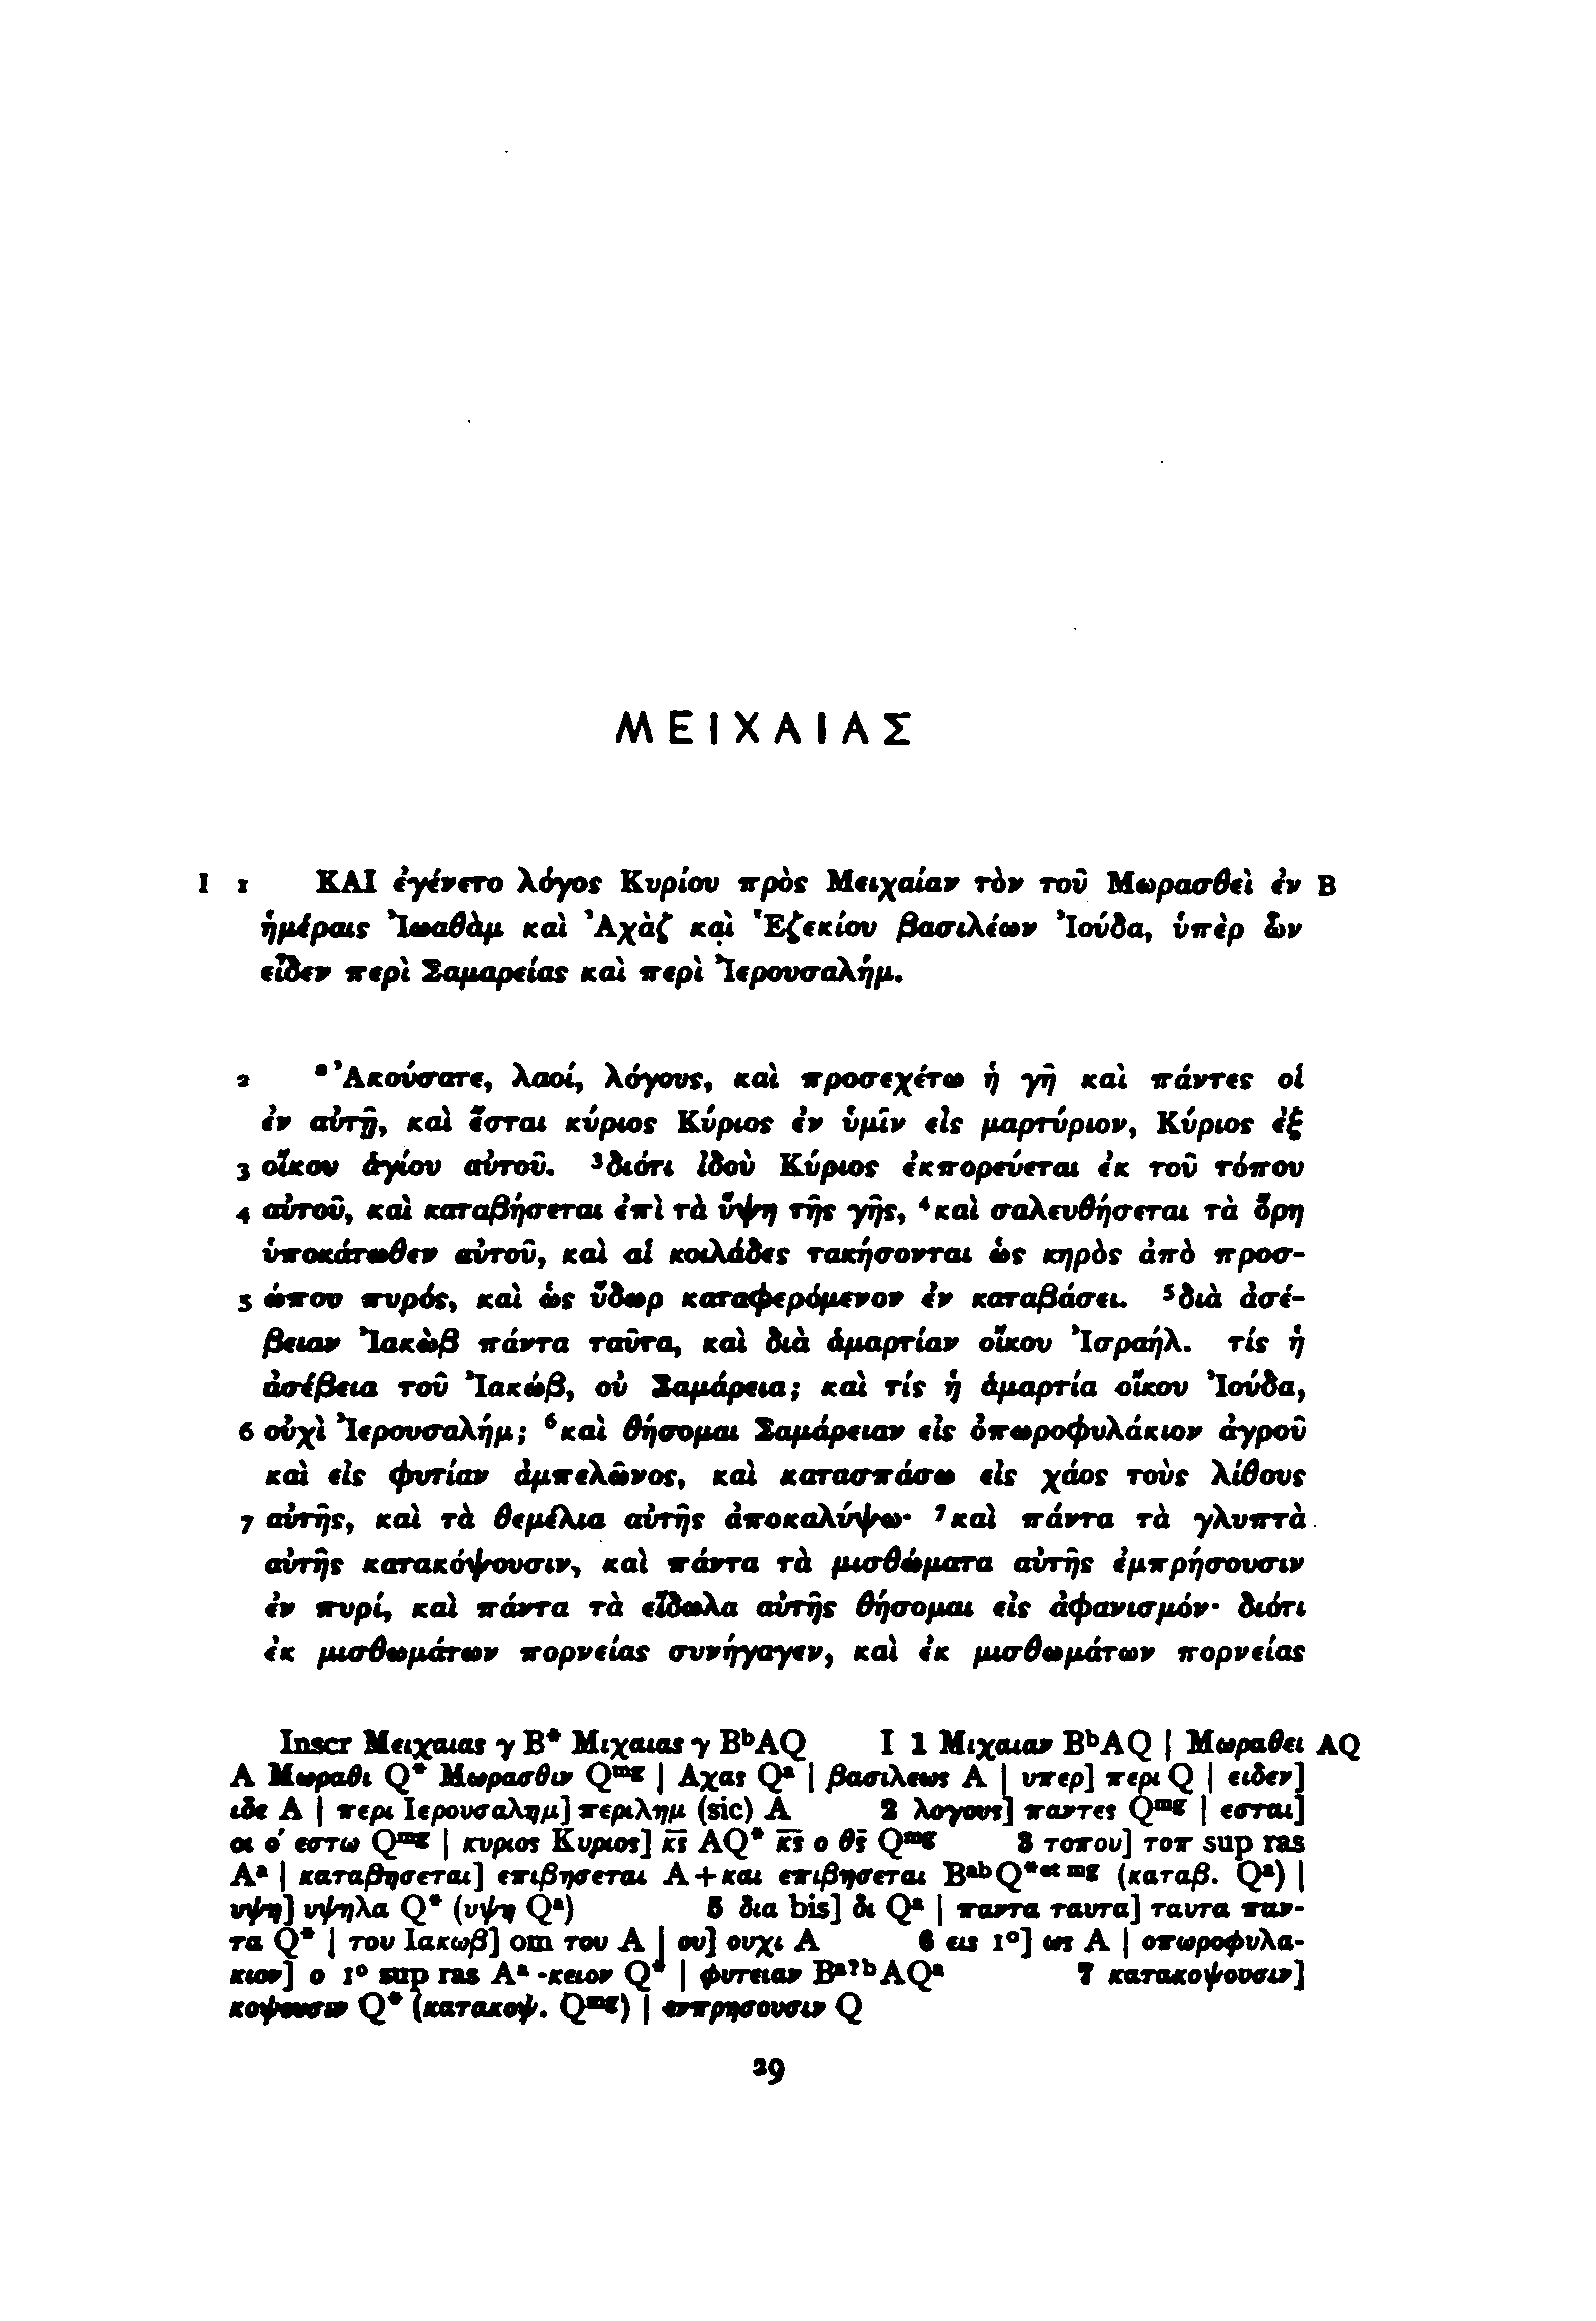 ΜΕΙΧΑΙΑΣ
I 1 ΚΑΙ ἐγένετο λόγος Κυρίου πρὸς Μειχαίαν τὸν τοῦ Μωρασθεὶ ἐν B
ἡμέραις Ἰωαθὰμ καὶ Ἀχὰζ καὶ Ἑζεκίου βασιλέων Ἰούδα, ὑπὲρ ὧν
εἶδεν περὶ Σαμαρείας καὶ περὶ Ἰερουσαλήμ.
2 ²Ἀκούσατε, λαοί, λόγους, καὶ προσεχέτω ἡ γῆ καὶ πάντες οἱ
ἐν αὐτῇ, καὶ ἔσται κύριος Κύριος ἐν ὑμῖν εἰς μαρτύριον, Κύριος ἐξ
3 οἴκου ἁγίου αὐτοῦ. ³διότι ἰδοὺ Κύριος ἐκπορεύεται ἐκ τοῦ τόπου
4 αὐτοῦ, καὶ καταβήσεται ἐπὶ τὰ ὕψη τῆς γῆς, ⁴καὶ σαλευθήσεται τὰ ὄρη
ὑποκάτωθεν αὐτοῦ, καὶ αἱ κοιλάδες τακήσονται ὡς κηρὸς ἀπὸ προσ-
5 ώπου πυρός, καὶ ὡς ὕδωρ καταφερόμενον ἐν καταβάσει. ⁵διὰ ἀσέ-
βειαν Ἰακὼβ πάντα ταῦτα, καὶ διὰ ἁμαρτίαν οἴκου Ἰσραήλ. τίς ἡ
ἀσέβεια τοῦ Ἰακώβ, οὐ Σαμάρεια; καὶ τίς ἡ ἁμαρτία οἴκου Ἰούδα,
6 οὐχὶ Ἰερουσαλήμ; ⁶καὶ θήσομαι Σαμάρειαν εἰς ὀπωροφυλάκιον ἀγροῦ
καὶ εἰς φυτίαν ἀμπελῶνος, καὶ κατασπάσω εἰς χάος τοὺς λίθους
7 αὐτῆς, καὶ τὰ θεμέλια αὐτῆς ἀποκαλύψω· ⁷καὶ πάντα τὰ γλυπτὰ
αὐτῆς κατακόψουσιν, καὶ πάντα τὰ μισθώματα αὐτῆς ἐμπρήσουσιν
ἐν πυρί, καὶ πάντα τὰ εἴδωλα αὐτῆς θήσομαι εἰς ἀφανισμόν· διότι
ἐκ μισθωμάτων πορνείας συνήγαγεν, καὶ ἐκ μισθωμάτων πορνείας
Inscr Μειχαιας γ B* Μιχαιας γ BᵇAQ I 1 Μιχαιαν BᵇAQ | Μωραθει AQ
A Μωραθι Q* Μωρασθιν Qᵐᵍ | Αχας Qᵃ | βασιλεως A | υπερ] περι Q | ειδεν]
ιδε A | περι Ιερουσαλημ] περιλημ (sic) A 2 λογους] παντες Qᵐᵍ | εσται]
οι ο′ εστω Qᵐᵍ | κυριος Κυριος] κ̅ς̅ AQ* κ̅ς̅ ο θ̅ς̅ Qᵐᵍ 3 τοπου] τοπ sup ras
Aᵃ | καταβησεται] επιβησεται A + και επιβησεται BᵃᵇQ*ᵉᵗ ᵐᵍ (καταβ. Qᵃ) |
υψη] υψηλα Q* (υψη Qᵃ) 5 δια bis] δι Qᵃ | παντα ταυτα] ταυτα παν-
τα Q* | του Ιακωβ] om του A | ου] ουχι A 6 εις 1°] ως A | οπωροφυλα-
κιον] ο 1° sup ras Aᵃ -κειον Q* | φυτειαν Bᵃ?ᵇAQᵃ 7 κατακοψουσιν]
κοψουσιν Q* (κατακοψ. Qᵐᵍ) | ενπρησουσιν Q
29